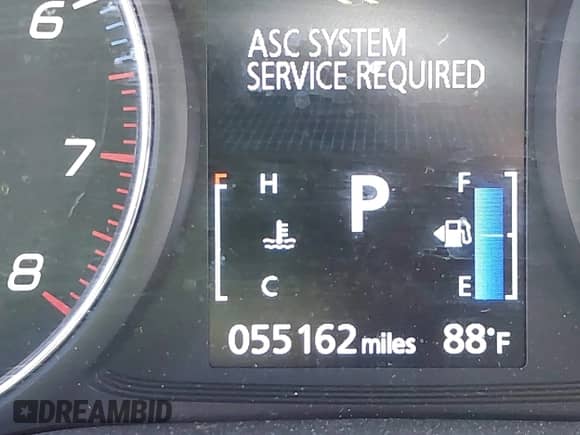 6
7
8
ASC SYSTEM
SERVICE REQUIRED
H
P
F
C
E
055162 miles
88°F
DREAMBID